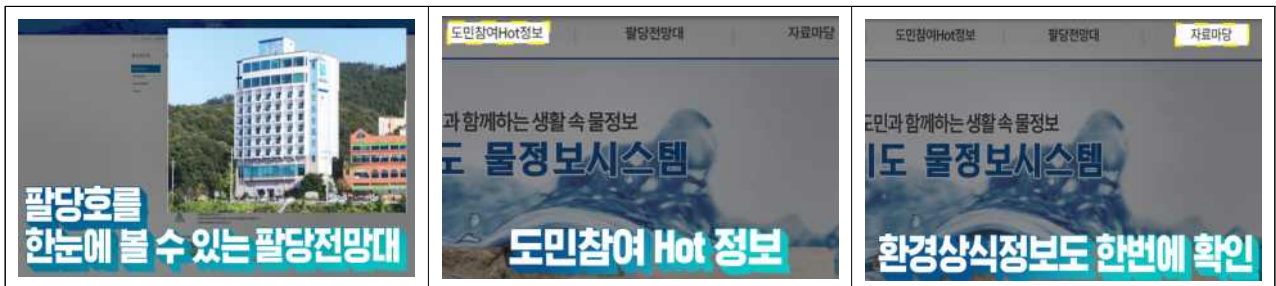 팔당호를
한눈에 볼 수 있는 팔당전망대
도민참여Hot정보 팔당전망대 자료마당
과 함께하는 생활 속 물정보
도 물정보시스템
도민참여 Hot 정보
도민참여Hot정보 팔당전망대 자료마당
도민과 함께하는 생활 속 물정보
도 물정보시스템
환경상식정보도 한번에 확인